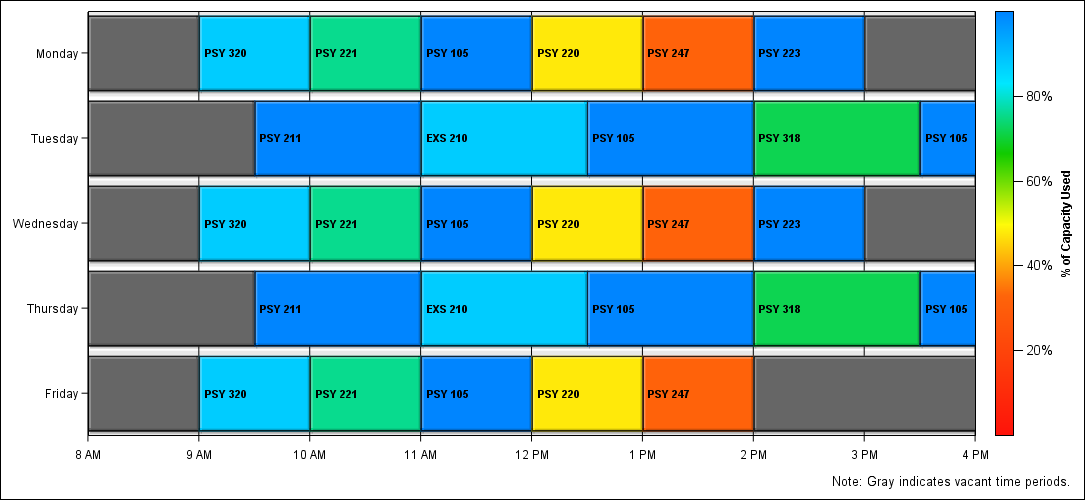 Monday
PSY 320
PSY 221
PSY 105
PSY 220
PSY 247
PSY 223
Tuesday
PSY 211
EXS 210
PSY 105
PSY 318
PSY 105
Wednesday
PSY 320
PSY 221
PSY 105
PSY 220
PSY 247
PSY 223
Thursday
PSY 211
EXS 210
PSY 105
PSY 318
PSY 105
Friday
PSY 320
PSY 221
PSY 105
PSY 220
PSY 247
8 AM
9 AM
10 AM
11 AM
12 PM
1 PM
2 PM
3 PM
4 PM
80%
60%
40%
20%
% of Capacity Used
Note: Gray indicates vacant time periods.